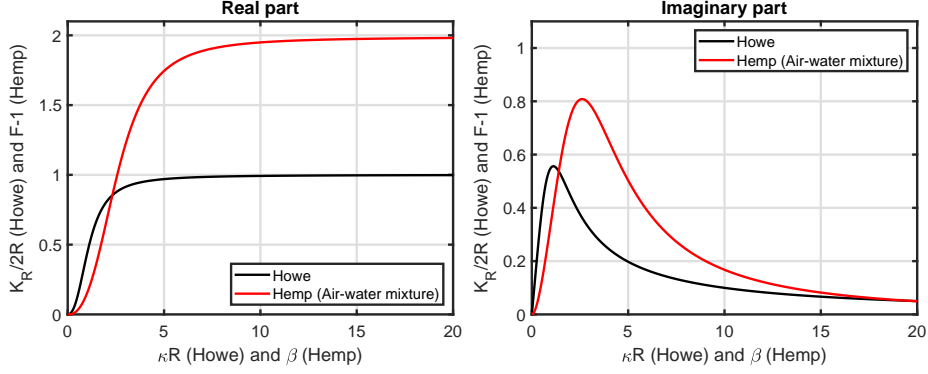 Real part
K_R/2R (Howe) and F-1 (Hemp)
2
1.5
1
0.5
0
Howe
Hemp (Air-water mixture)
0
5
10
15
20
κR (Howe) and β (Hemp)
Imaginary part
K_R/2R (Howe) and F-1 (Hemp)
1
0.8
0.6
0.4
0.2
0
Howe
Hemp (Air-water mixture)
0
5
10
15
20
κR (Howe) and β (Hemp)